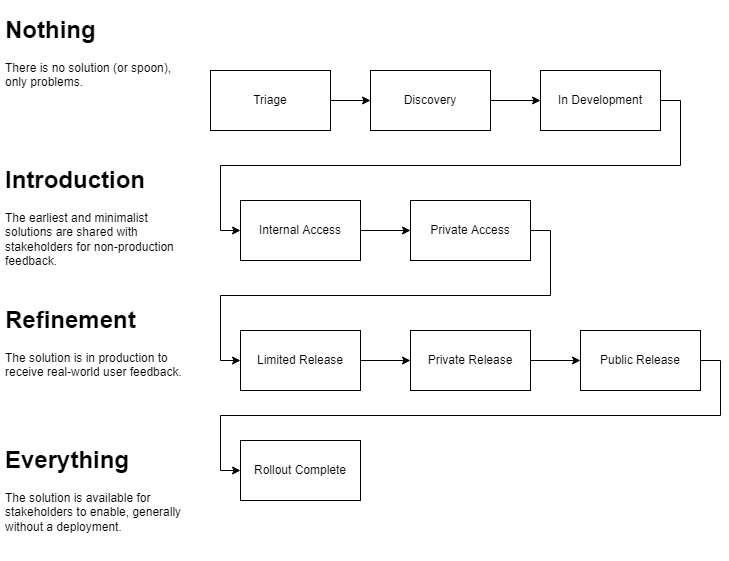 Nothing
There is no solution (or spoon),
only problems.
Triage
Discovery
In Development
Introduction
The earliest and minimalist
solutions are shared with
stakeholders for non-production
feedback.
Internal Access
Private Access
Refinement
The solution is in production to
receive real-world user feedback.
Limited Release
Private Release
Public Release
Everything
The solution is available for
stakeholders to enable, generally
without a deployment.
Rollout Complete